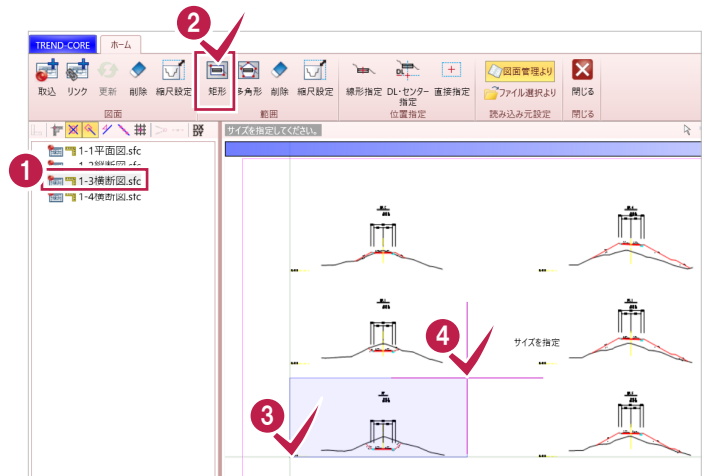 2
TREND-CORE ホーム
取込 リンク 更新 削除 縮尺設定 矩形 多角形 削除 縮尺設定 線形指定 DL・センター指定 直接指定 図面管理より ファイル選択より 閉じる
図面 範囲 位置指定 読み込み元設定 閉じる
サイズを指定してください。
1-1平面図.sfc
1-2縦断図.sfc
1
1-3横断図.sfc
1-4横断図.sfc
4
サイズを指定
3